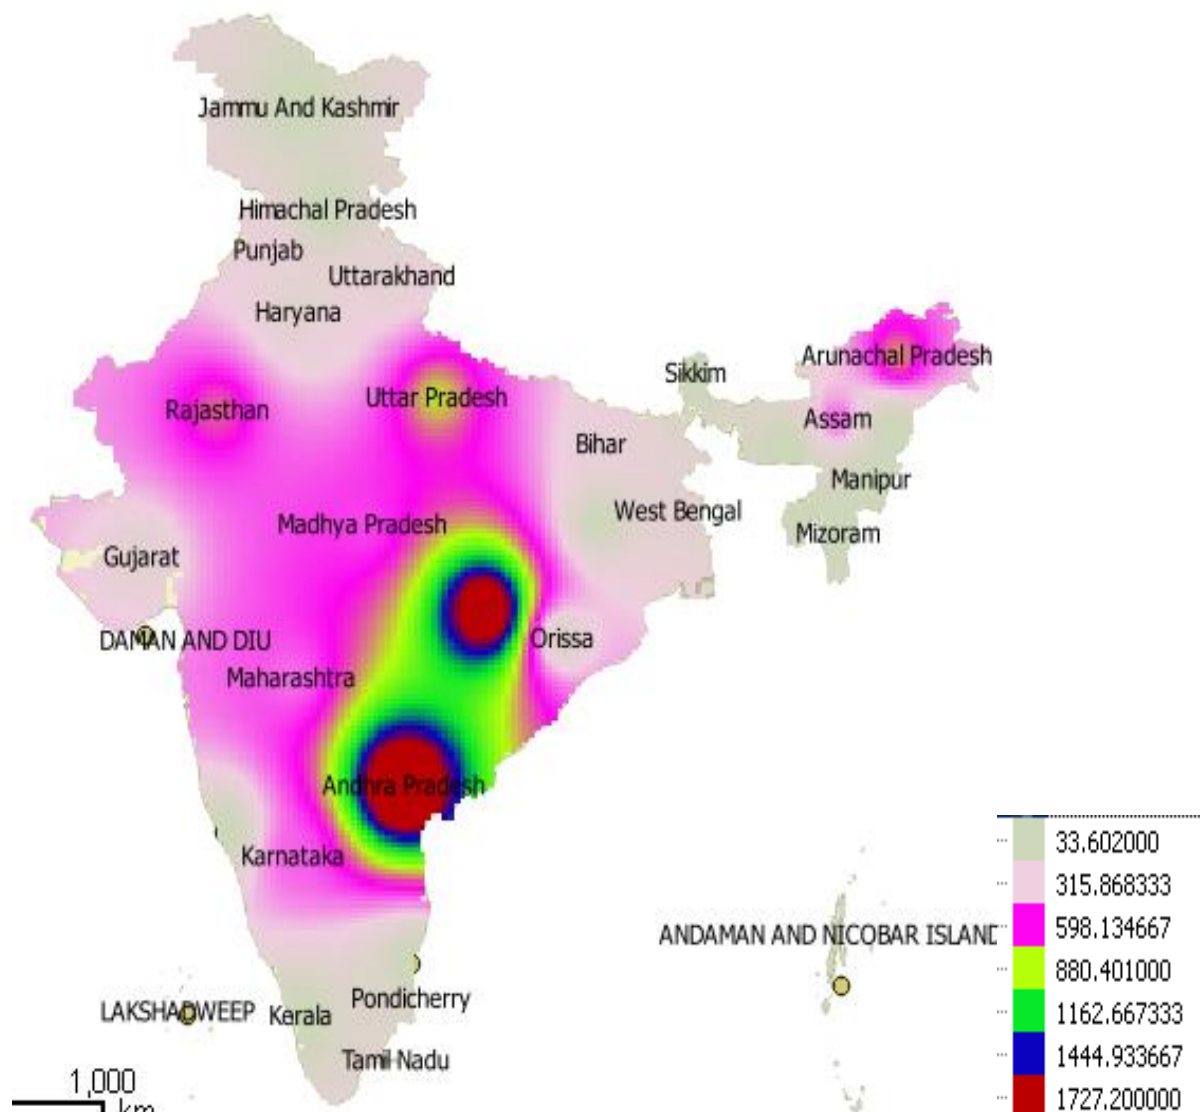 Jammu And Kashmir
Himachal Pradesh
Punjab
Uttarakhand
Haryana
Arunachal Pradesh
Sikkim
Uttar Pradesh
Rajasthan
Assam
Bihar
Manipur
West Bengal
Madhya Pradesh
Mizoram
Gujarat
DAMAN AND DIU
Orissa
Maharashtra
Andhra Pradesh
Karnataka
ANDAMAN AND NICOBAR ISLAND
Pondicherry
LAKSHADWEEP
Kerala
Tamil Nadu
1,000
km
33.602000
315.868333
598.134667
880.401000
1162.667333
1444.933667
1727.200000